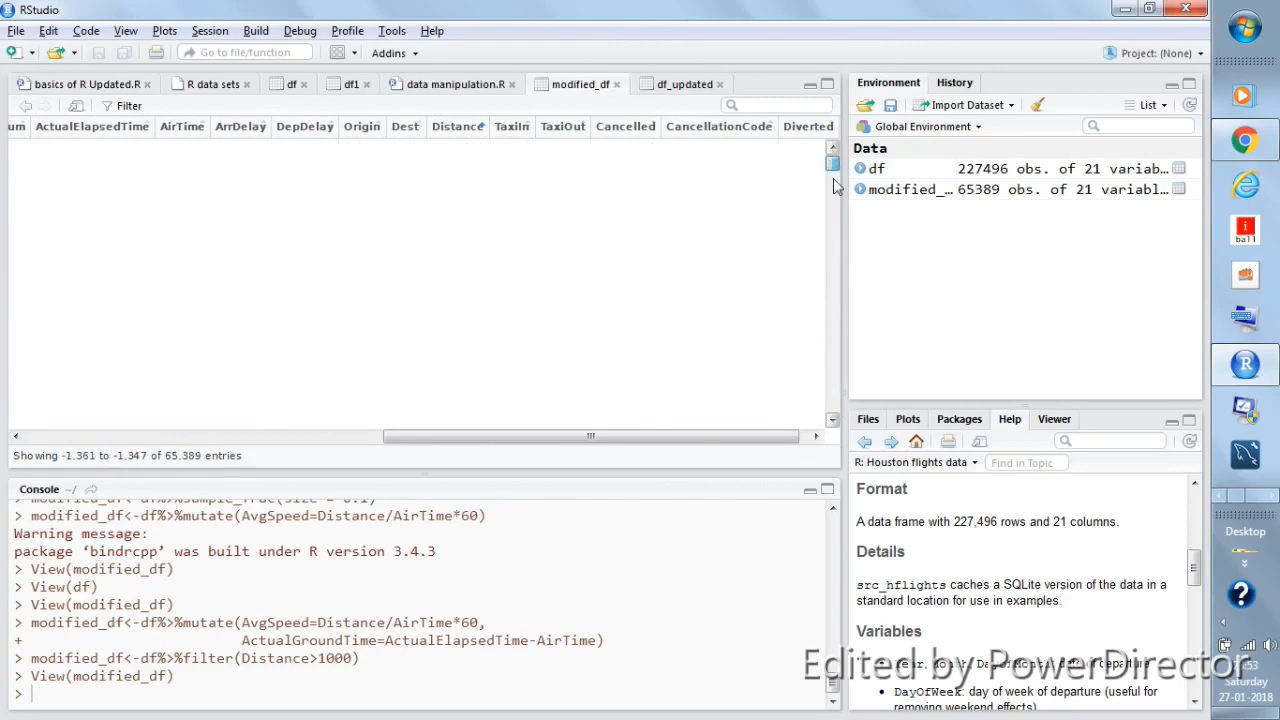 RStudio
File Edit Code View Plots Session Build Debug Profile Tools Help
Go to file/function Addins Project: (None)
basics of R Updated.R R data sets df df1 data manipulation.R modified_df df_updated
Filter
um ActualElapsedTime AirTime ArrDelay DepDelay Origin Dest Distance TaxiIn TaxiOut Cancelled CancellationCode Diverted
Showing -1,361 to -1,347 of 65,389 entries
Console ~/
> modified_df<-df%>%mutate(AvgSpeed=Distance/AirTime*60)
Warning message:
package ‘bindrcpp’ was built under R version 3.4.3
> View(modified_df)
> View(df)
> View(modified_df)
> modified_df<-df%>%mutate(AvgSpeed=Distance/AirTime*60,
+ ActualGroundTime=ActualElapsedTime-AirTime)
> modified_df<-df%>%filter(Distance>1000)
> View(modified_df)
>
Environment History
Import Dataset List
Global Environment
Data
df 227496 obs. of 21 variab...
modified_... 65389 obs. of 21 variabl...
Files Plots Packages Help Viewer
R: Houston flights data Find in Topic
Format
A data frame with 227,496 rows and 21 columns.
Details
src_hflights caches a SQLite version of the data in a
standard location for use in examples.
Variables
of departure
• DayOfWeek: day of week of departure (useful for
removing weekend effects)
Edited by PowerDirector
i
ball
Desktop
Saturday
27-01-2018